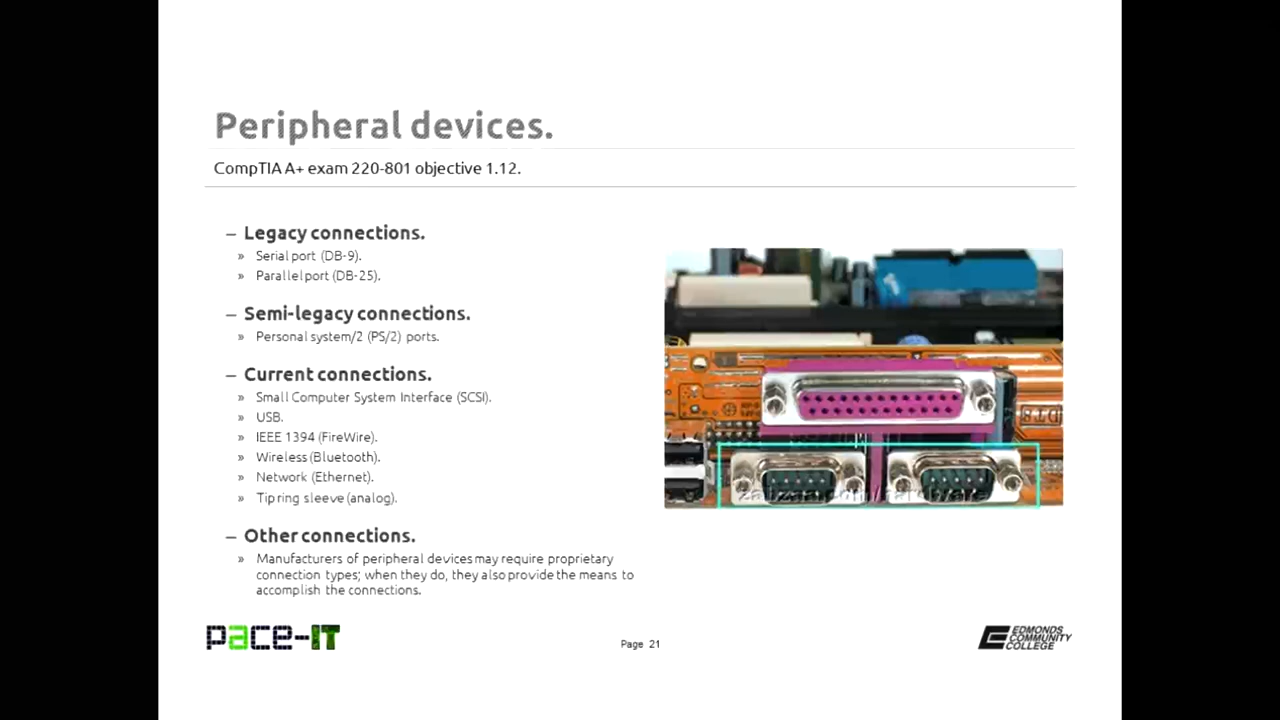 Peripheral devices.
CompTIA A+ exam 220-801 objective 1.12.
– Legacy connections.
» Serial port (DB-9).
» Parallel port (DB-25).
– Semi-legacy connections.
» Personal system/2 (PS/2) ports.
– Current connections.
» Small Computer System Interface (SCSI).
» USB.
» IEEE 1394 (FireWire).
» Wireless (Bluetooth).
» Network (Ethernet).
» Tip ring sleeve (analog).
– Other connections.
» Manufacturers of peripheral devices may require proprietary
connection types; when they do, they also provide the means to
accomplish the connections.
pace-IT
Page 21
EDMONDS
COMMUNITY
COLLEGE